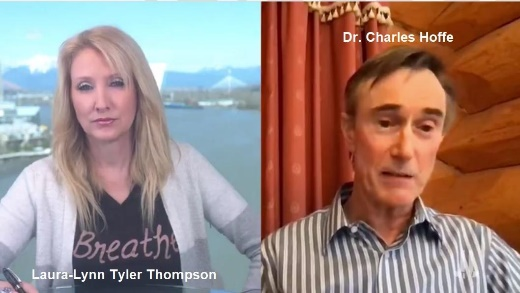 Dr. Charles Hoffe
Breathe
Laura-Lynn Tyler Thompson